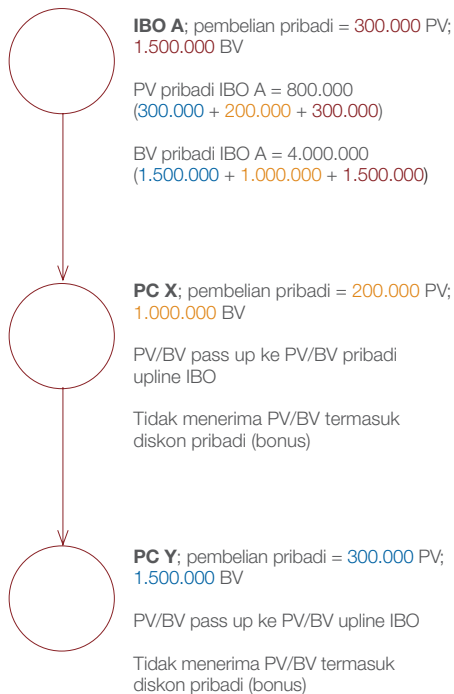 IBO A; pembelian pribadi = 300.000 PV;
1.500.000 BV
PV pribadi IBO A = 800.000
(300.000 + 200.000 + 300.000)
BV pribadi IBO A = 4.000.000
(1.500.000 + 1.000.000 + 1.500.000)
PC X; pembelian pribadi = 200.000 PV;
1.000.000 BV
PV/BV pass up ke PV/BV pribadi
upline IBO
Tidak menerima PV/BV termasuk
diskon pribadi (bonus)
PC Y; pembelian pribadi = 300.000 PV;
1.500.000 BV
PV/BV pass up ke PV/BV upline IBO
Tidak menerima PV/BV termasuk
diskon pribadi (bonus)